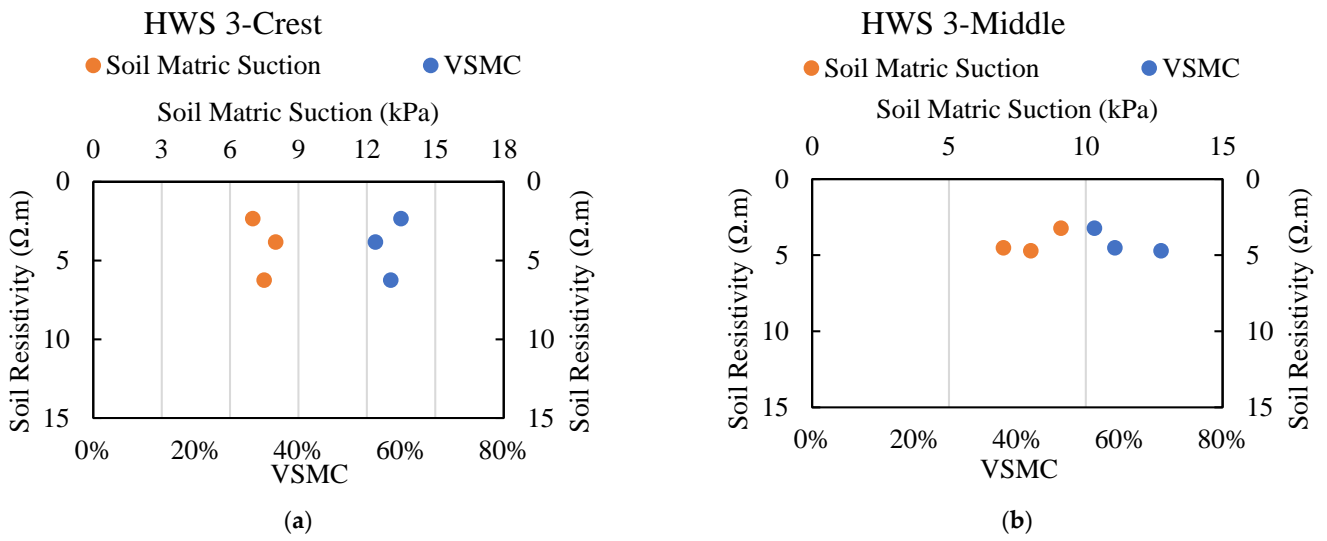 HWS 3-Crest
Soil Matric Suction VSMC
Soil Matric Suction (kPa)
0 3 6 9 12 15 18
0 0
5 5
10 10
15 15
Soil Resistivity (Ω.m)
Soil Resistivity (Ω.m)
0% 20% 40% 60% 80%
VSMC
(a)
HWS 3-Middle
Soil Matric Suction VSMC
Soil Matric Suction (kPa)
0 5 10 15
0 0
5 5
10 10
15 15
Soil Resistivity (Ω.m)
Soil Resistivity (Ω.m)
0% 20% 40% 60% 80%
VSMC
(b)